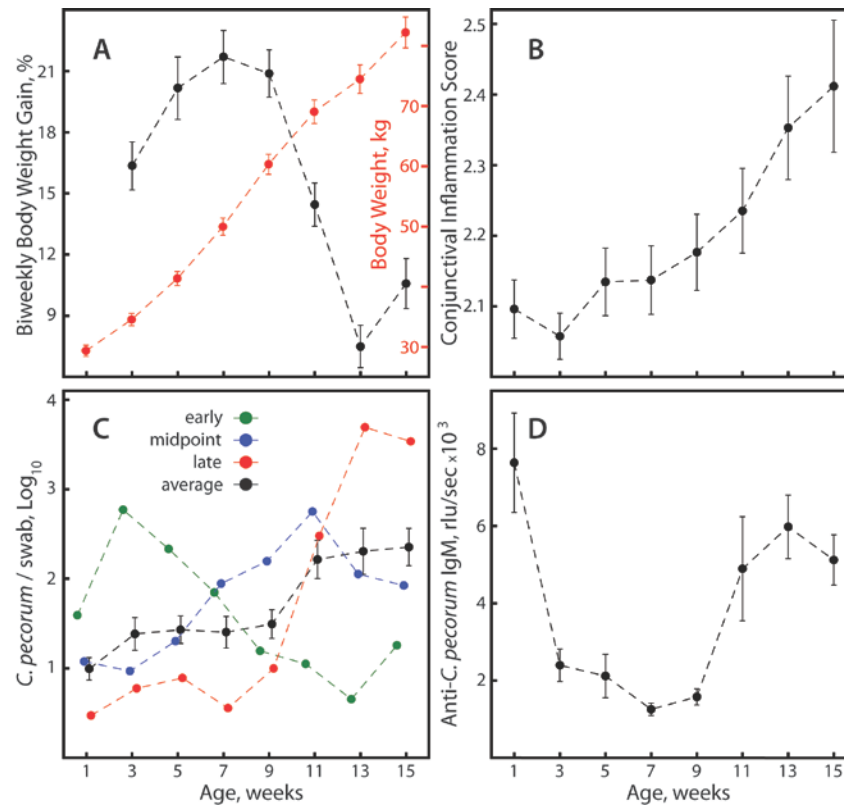 A
Biweekly Body Weight Gain, %
21
18
15
12
9
Body Weight, kg
70
60
50
30
B
Conjunctival Inflammation Score
2.5
2.4
2.3
2.2
2.1
C
early
midpoint
late
average
C. pecorum / swab, Log10
4
3
2
1
1 3 5 7 9 11 13 15
Age, weeks
D
Anti-C. pecorum IgM, rlu/sec x10^3
8
6
4
2
1 3 5 7 9 11 13 15
Age, weeks